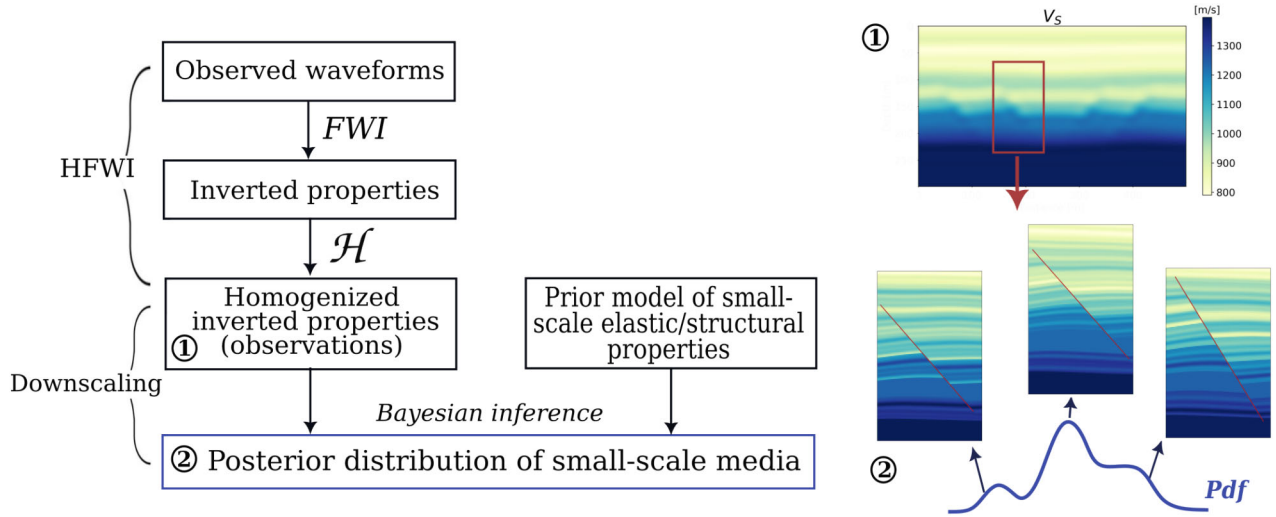 Observed waveforms
FWI
HFWI
Inverted properties
ℋ
Homogenized
inverted properties
① (observations)
Prior model of small-
scale elastic/structural
properties
Downscaling
Bayesian inference
② Posterior distribution of small-scale media
①
V_S
[m/s]
1300
1200
1100
1000
900
800
②
Pdf